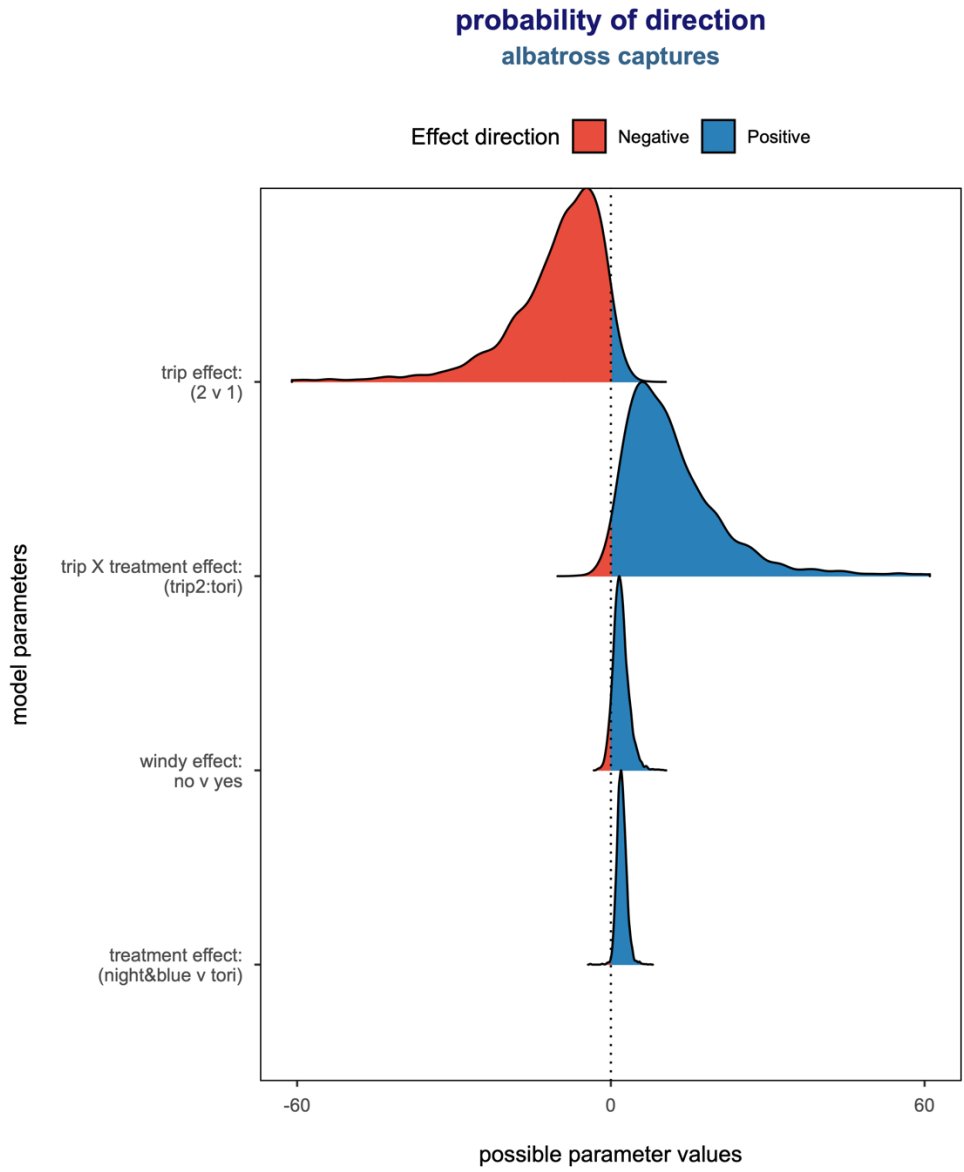 probability of direction
albatross captures
Effect direction Negative Positive
trip effect:
(2 v 1)
trip X treatment effect:
(trip2:tori)
windy effect:
no v yes
treatment effect:
(night&blue v tori)
model parameters
-60 0 60
possible parameter values